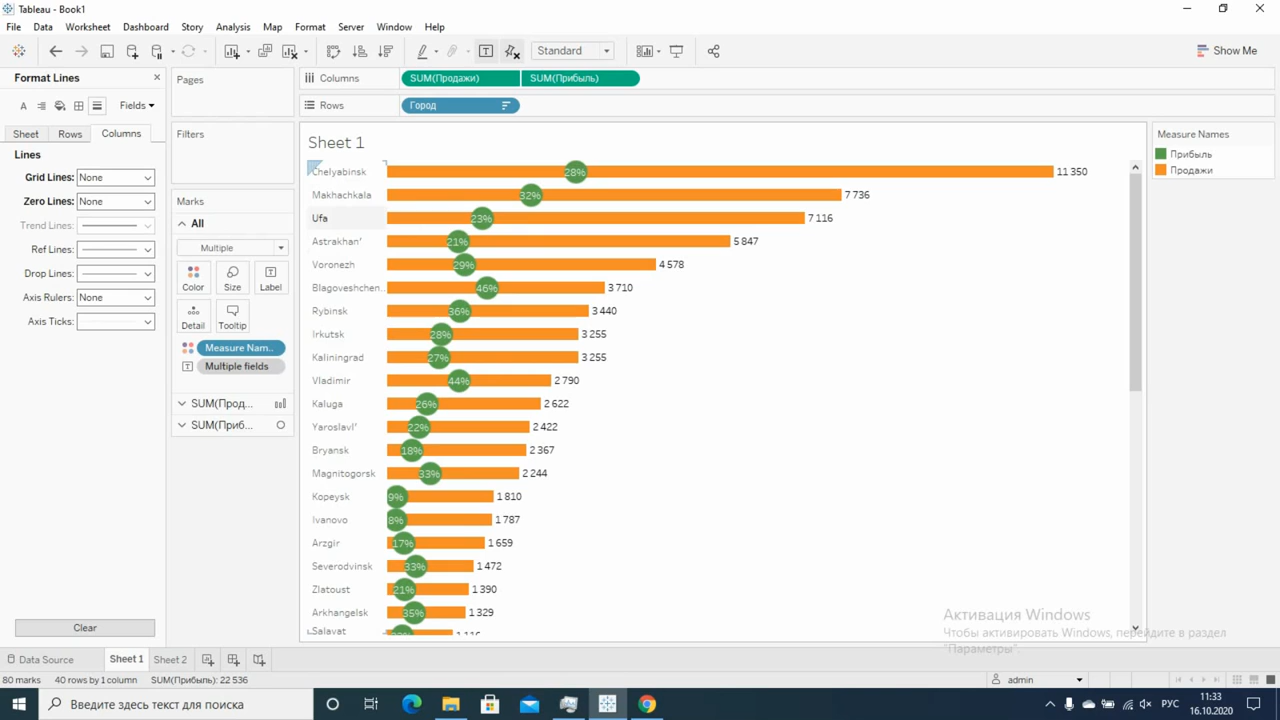 Tableau - Book1
File Data Worksheet Dashboard Story Analysis Map Format Server Window Help
Standard
Show Me
Format Lines
Fields
Sheet Rows Columns
Lines
Grid Lines: None
Zero Lines: None
Trend Lines:
Ref Lines:
Drop Lines:
Axis Rulers: None
Axis Ticks:
Clear
Pages
Filters
Marks
All
Multiple
Color Size Label
Detail Tooltip
Measure Nam..
Multiple fields
SUM(Прод...
SUM(Приб...
Columns SUM(Продажи) SUM(Прибыль)
Rows Город
Sheet 1
Chelyabinsk 28% 11 350
Makhachkala 32% 7 736
Ufa 23% 7 116
Astrakhan' 21% 5 847
Voronezh 29% 4 578
Blagoveshchen.. 46% 3 710
Rybinsk 36% 3 440
Irkutsk 28% 3 255
Kaliningrad 27% 3 255
Vladimir 44% 2 790
Kaluga 26% 2 622
Yaroslavl' 22% 2 422
Bryansk 18% 2 367
Magnitogorsk 33% 2 244
Kopeysk 9% 1 810
Ivanovo 8% 1 787
Arzgir 17% 1 659
Severodvinsk 33% 1 472
Zlatoust 21% 1 390
Arkhangelsk 35% 1 329
Salavat
Measure Names
Прибыль
Продажи
Активация Windows
Чтобы активировать Windows, перейдите в раздел
"Параметры".
Data Source Sheet 1 Sheet 2
80 marks 40 rows by 1 column SUM(Прибыль): 22 536
admin
Введите здесь текст для поиска
РУС
11:33
16.10.2020